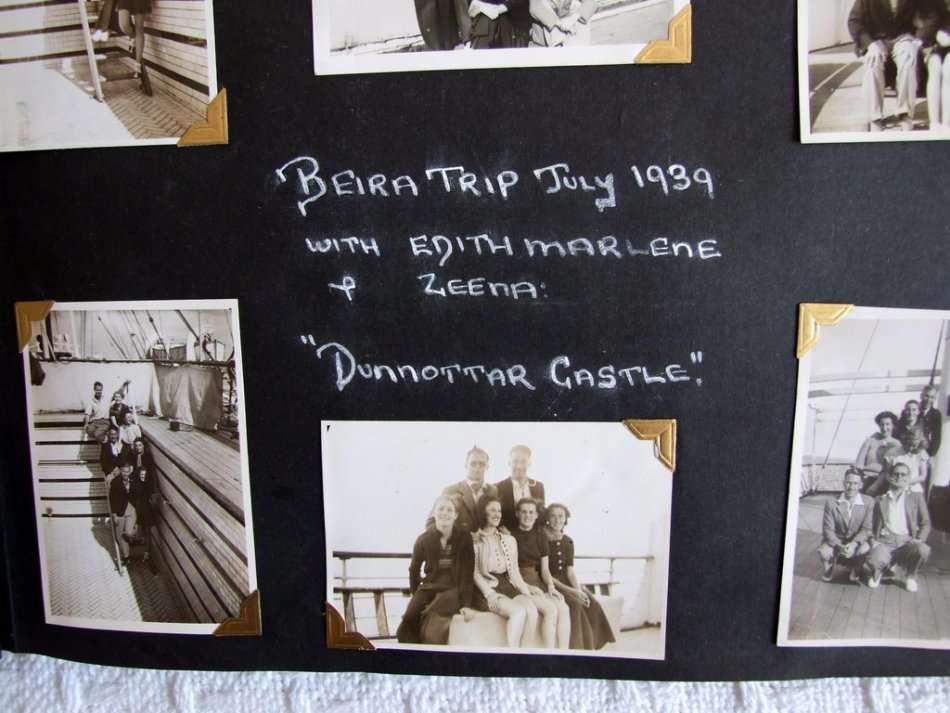 BEIRA TRIP JULY 1939
WITH EDITH MARLENE
& ZEENA:
"DUNNOTTAR CASTLE".